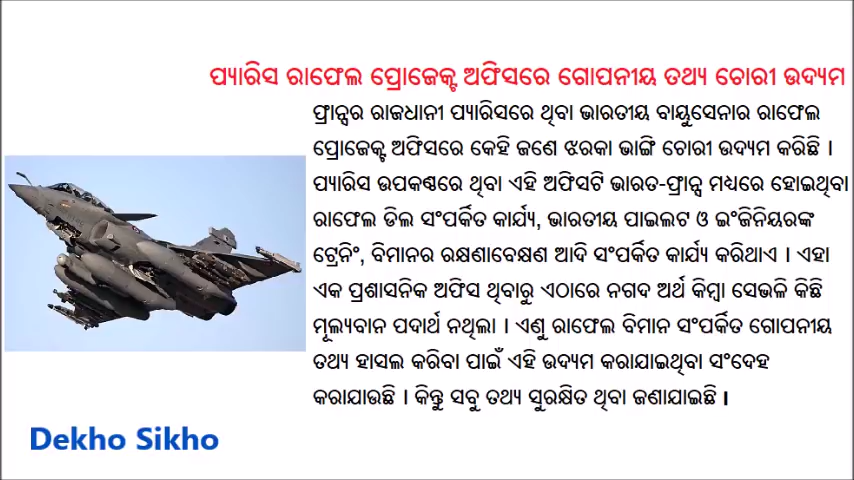 ପ୍ୟାରିସ ରାଫେଲ ପ୍ରୋଜେକ୍ଟ ଅଫିସରେ ଗୋପନୀୟ ତଥ୍ୟ ଚୋରୀ ଉଦ୍ୟମ
ଫ୍ରାନ୍ସର ରାଜଧାନୀ ପ୍ୟାରିସରେ ଥିବା ଭାରତୀୟ ବାୟୁସେନାର ରାଫେଲ
ପ୍ରୋଜେକ୍ଟ ଅଫିସରେ କେହି ଜଣେ ଝରକା ଭାଙ୍ଗି ଚୋରୀ ଉଦ୍ୟମ କରିଛି ।
ପ୍ୟାରିସ ଉପକଣ୍ଠରେ ଥିବା ଏହି ଅଫିସଟି ଭାରତ-ଫ୍ରାନ୍ସ ମଧ୍ୟରେ ହୋଇଥିବା
ରାଫେଲ ଡିଲ ସଂପର୍କିତ କାର୍ଯ୍ୟ, ଭାରତୀୟ ପାଇଲଟ ଓ ଇଂଜିନିୟରଙ୍କ
ଟ୍ରେନିଂ, ବିମାନର ରକ୍ଷଣାବେକ୍ଷଣ ଆଦି ସଂପର୍କିତ କାର୍ଯ୍ୟ କରିଥାଏ । ଏହା
ଏକ ପ୍ରଶାସନିକ ଅଫିସ ଥିବାରୁ ଏଠାରେ ନଗଦ ଅର୍ଥ କିମ୍ବା ସେଭଳି କିଛି
ମୂଲ୍ୟବାନ ପଦାର୍ଥ ନଥିଲା । ଏଣୁ ରାଫେଲ ବିମାନ ସଂପର୍କିତ ଗୋପନୀୟ
ତଥ୍ୟ ହାସଲ କରିବା ପାଇଁ ଏହି ଉଦ୍ୟମ କରାଯାଇଥିବା ସଂଦେହ
କରାଯାଉଛି । କିନ୍ତୁ ସବୁ ତଥ୍ୟ ସୁରକ୍ଷିତ ଥିବା ଜଣାଯାଇଛି ।
Dekho Sikho